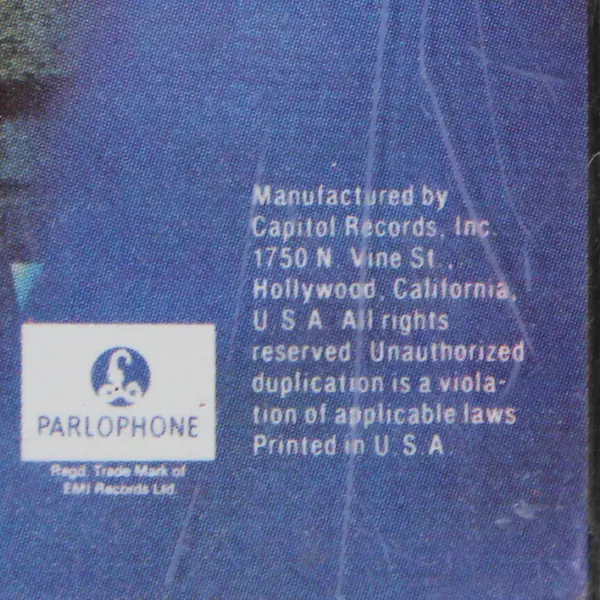 Manufactured by
Capitol Records, Inc.
1750 N. Vine St.,
Hollywood, California,
U.S.A. All rights
reserved. Unauthorized
duplication is a viola-
tion of applicable laws
Printed in U.S.A.
£
PARLOPHONE
Regd. Trade Mark of
EMI Records Ltd.